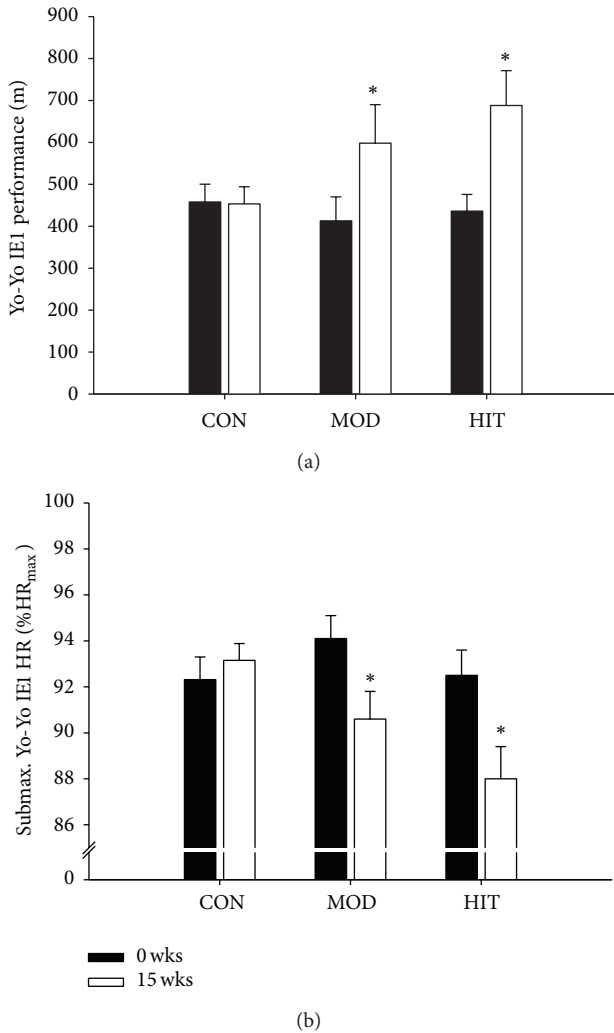 900
800
700
600
500
400
300
200
100
0
Yo-Yo IE1 performance (m)
*
*
CON MOD HIT
(a)
100
98
96
94
92
90
88
86
0
Submax. Yo-Yo IE1 HR (%HRmax)
*
*
CON MOD HIT
0 wks
15 wks
(b)